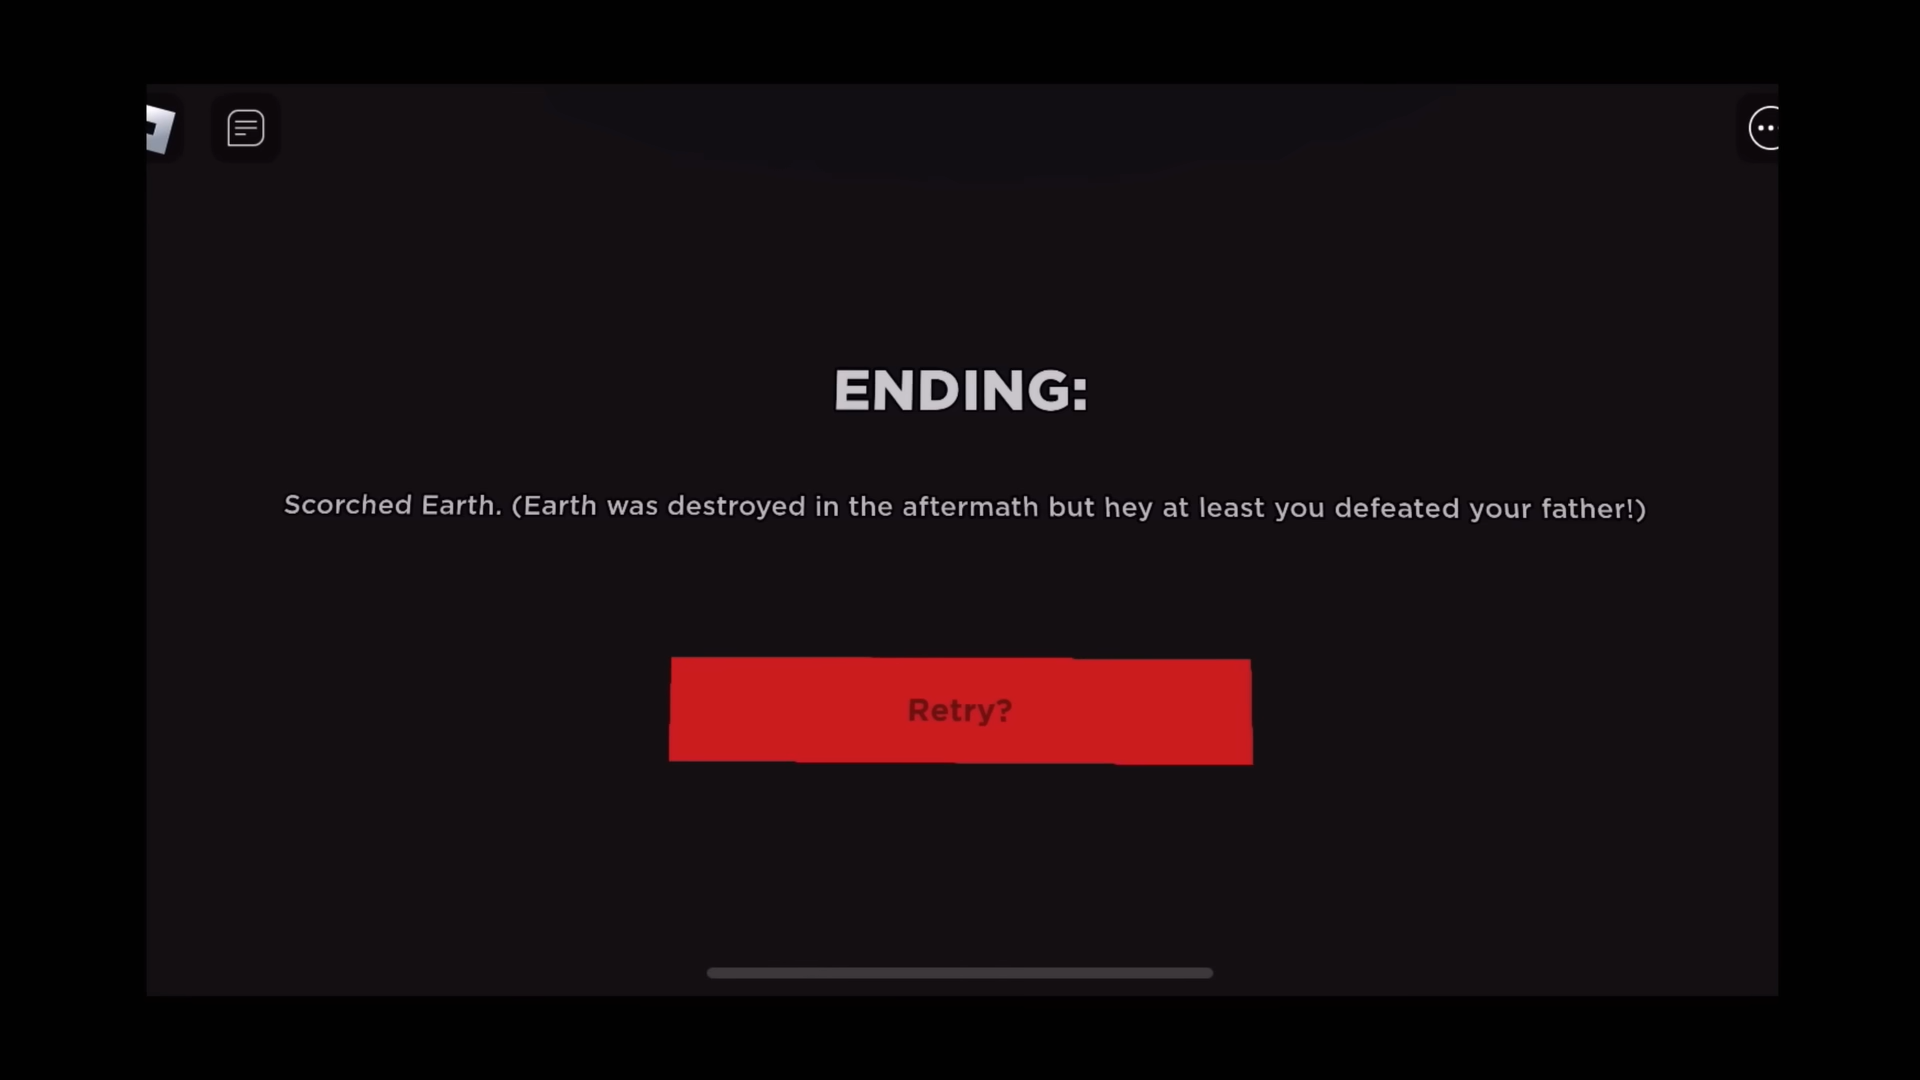 ENDING:
Scorched Earth. (Earth was destroyed in the aftermath but hey at least you defeated your father!)
Retry?